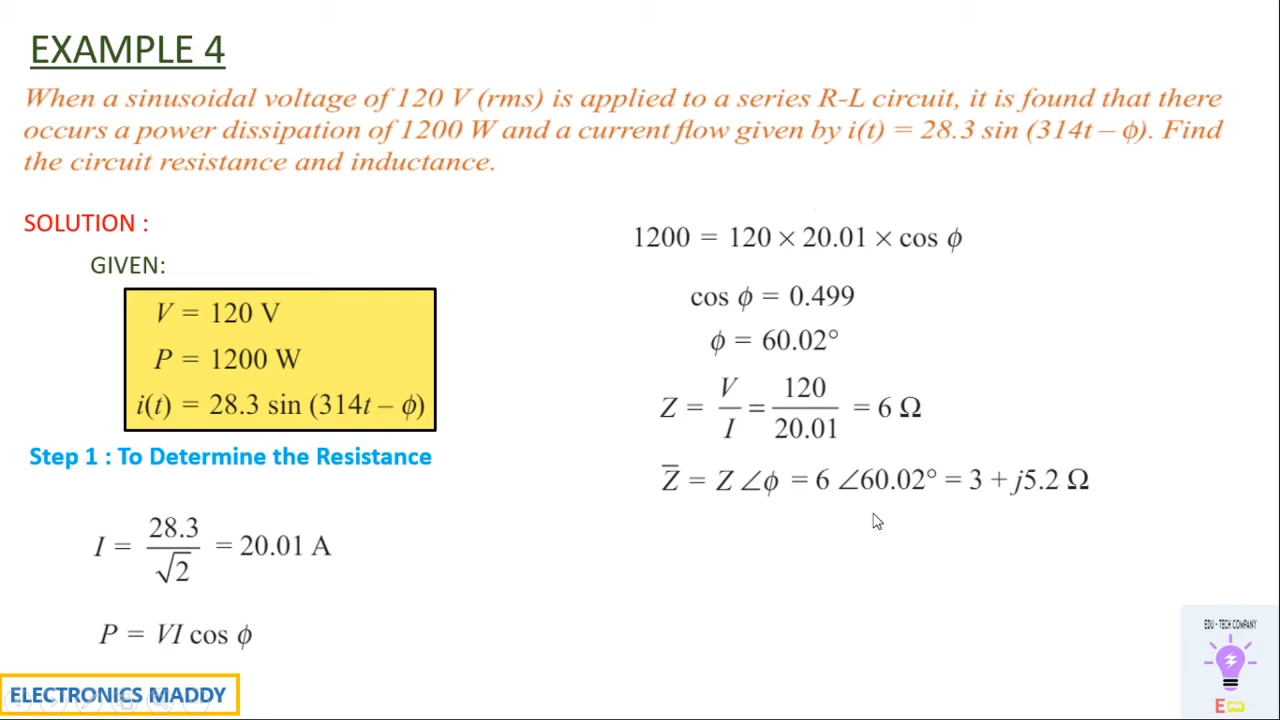 EXAMPLE 4
When a sinusoidal voltage of 120 V (rms) is applied to a series R-L circuit, it is found that there
occurs a power dissipation of 1200 W and a current flow given by i(t) = 28.3 sin (314t – ϕ). Find
the circuit resistance and inductance.
SOLUTION :
GIVEN:
V = 120 V
P = 1200 W
i(t) = 28.3 sin (314t – ϕ)
Step 1 : To Determine the Resistance
I = 28.3/√2 = 20.01 A
P = VI cos ϕ
1200 = 120 × 20.01 × cos ϕ
cos ϕ = 0.499
ϕ = 60.02°
Z = V/I = 120/20.01 = 6 Ω
Z̅ = Z ∠ϕ = 6 ∠60.02° = 3 + j5.2 Ω
ELECTRONICS MADDY
EDU - TECH COMPANY
Em